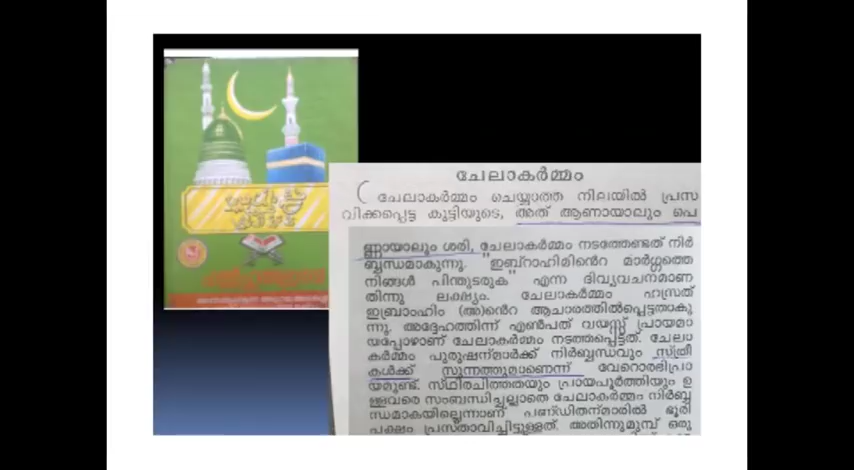 ചേലാകർമ്മം
( ചേലാകർമ്മം ചെയ്യാത്ത നിലയിൽ പ്രസ
വിക്കപ്പെട്ട കുട്ടിയുടെ, അത് ആണായാലും പെ
ണ്ണായാലും ശരി, ചേലാകർമ്മം നടത്തേണ്ടത് നിർ
ബ്ബന്ധമാകുന്നു. "ഇബ്റാഹിമിൻെറ മാർഗ്ഗത്തെ
നിങ്ങൾ പിന്തുടരുക" എന്ന ദിവ്യവചനമാണ
തിന്നു ലക്ഷ്യം. ചേലാകർമ്മം ഹസ്രത്
ഇബ്രാംഹിം (അ)ൻെറ ആചാരത്തിൽപ്പെട്ടതാകു
ന്നു. അദ്ദേഹത്തിന്ന് എൺപത് വയസ്സ് പ്രായമാ
യപ്പോഴാണ് ചേലാകർമ്മം നടത്തപ്പെട്ടത്. ചേലാ
കർമ്മം പുരുഷന്മാർക്ക് നിർബ്ബന്ധവും സ്ത്രീ
കൾക്ക് സുന്നത്തുമാണെന്ന് വേറൊരഭിപ്രാ
യമുണ്ട്. സ്ഥിരചിത്തതയും പ്രായപൂർത്തിയും ഉ
ള്ളവരെ സംബന്ധിച്ചല്ലാതെ ചേലാകർമ്മം നിർബ്ബ
ന്ധമാകയില്ലെന്നാണ് പണ്ഡിതന്മാരിൽ ഭൂരി
പക്ഷം പ്രസ്താവിച്ചിട്ടുള്ളത്. അതിന്നുമുമ്പ് ഒരു